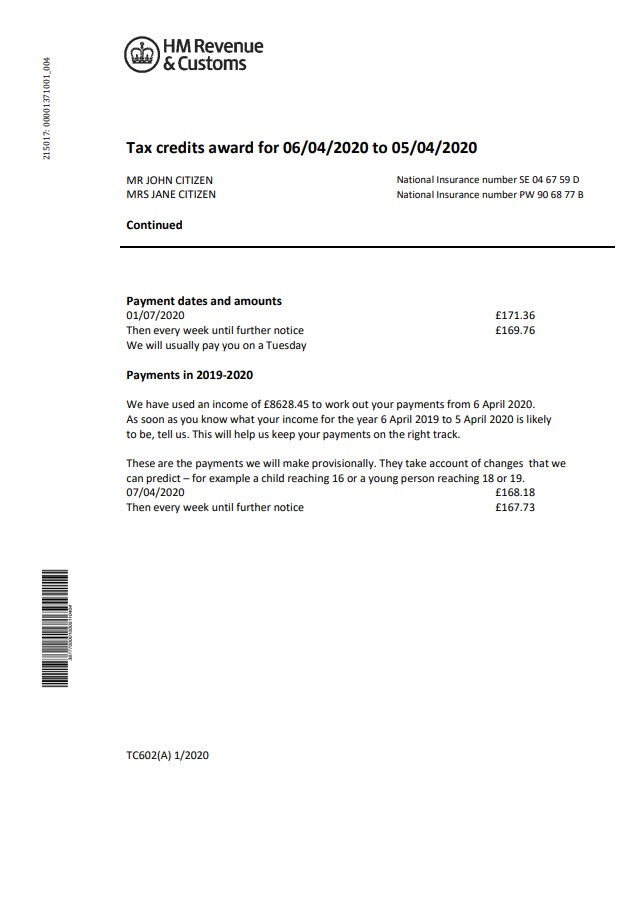 215017: 00001371001_004
HM Revenue
& Customs
Tax credits award for 06/04/2020 to 05/04/2020
MR JOHN CITIZEN National Insurance number SE 04 67 59 D
MRS JANE CITIZEN National Insurance number PW 90 68 77 B
Continued
Payment dates and amounts
01/07/2020 £171.36
Then every week until further notice £169.76
We will usually pay you on a Tuesday
Payments in 2019-2020
We have used an income of £8628.45 to work out your payments from 6 April 2020.
As soon as you know what your income for the year 6 April 2019 to 5 April 2020 is likely
to be, tell us. This will help us keep your payments on the right track.
These are the payments we will make provisionally. They take account of changes that we
can predict – for example a child reaching 16 or a young person reaching 18 or 19.
07/04/2020 £168.18
Then every week until further notice £167.73
TC602(A) 1/2020